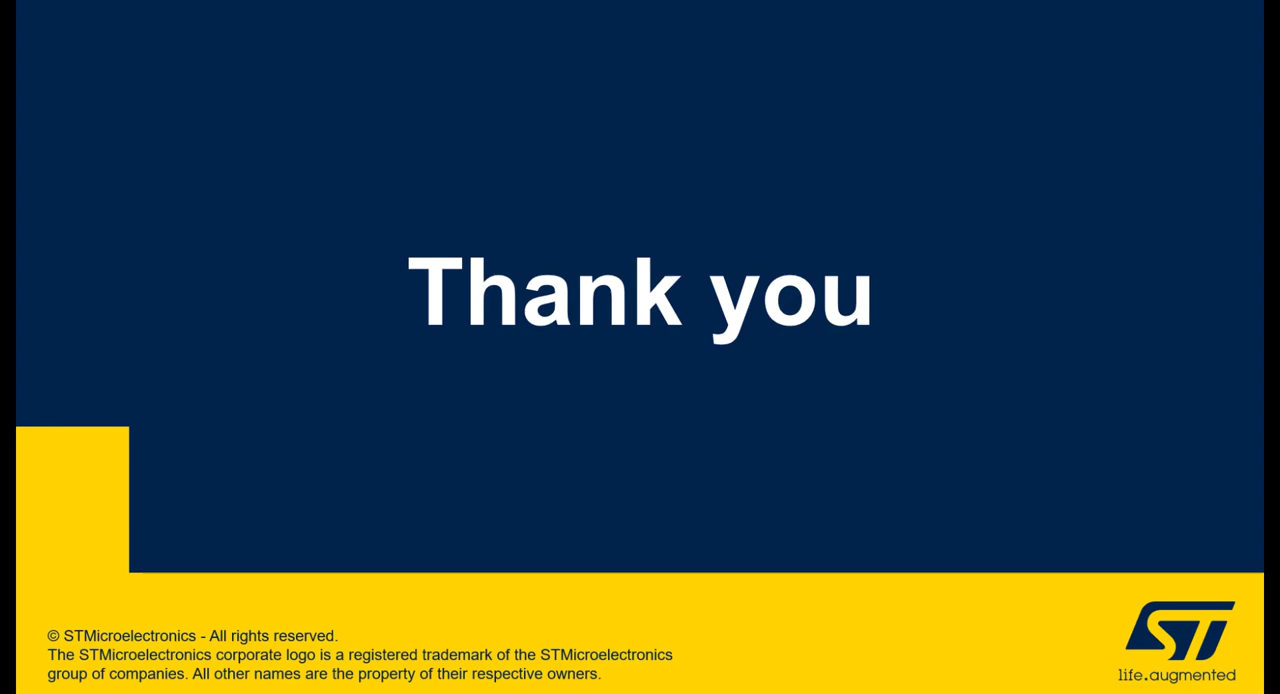 Thank you
© STMicroelectronics - All rights reserved.
The STMicroelectronics corporate logo is a registered trademark of the STMicroelectronics
group of companies. All other names are the property of their respective owners.
ST
life.augmented